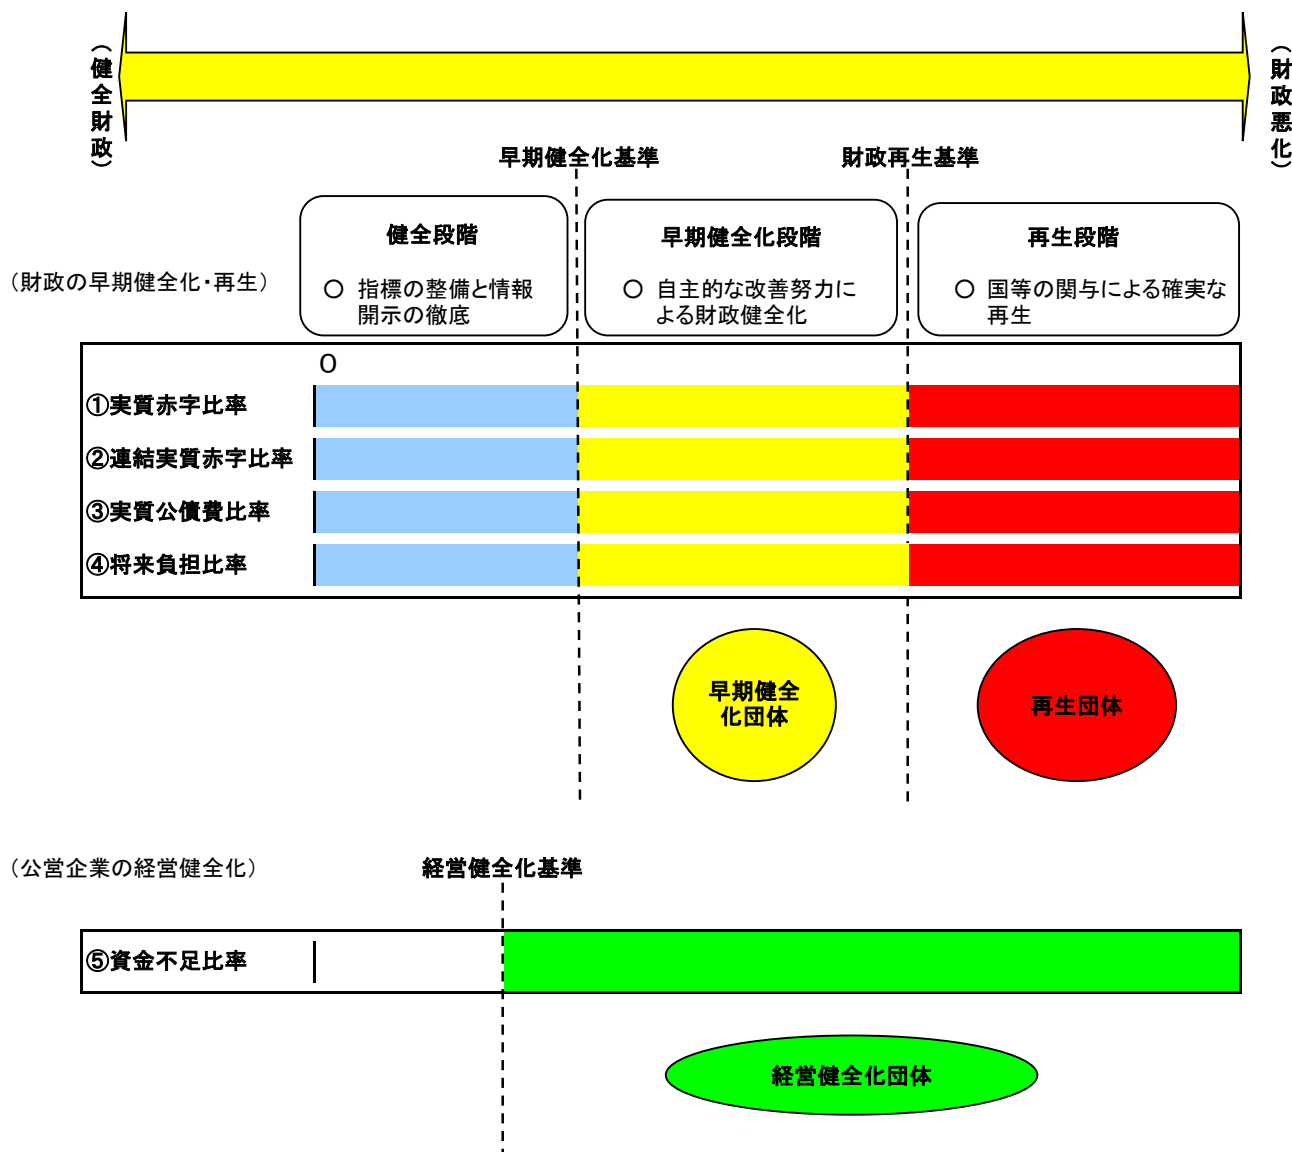 （健全財政）
（財政悪化）
早期健全化基準
財政再生基準
（財政の早期健全化・再生）
健全段階
○ 指標の整備と情報
開示の徹底
早期健全化段階
○ 自主的な改善努力に
よる財政健全化
再生段階
○ 国等の関与による確実な
再生
0
①実質赤字比率
②連結実質赤字比率
③実質公債費比率
④将来負担比率
早期健全
化団体
再生団体
（公営企業の経営健全化）
経営健全化基準
⑤資金不足比率
経営健全化団体